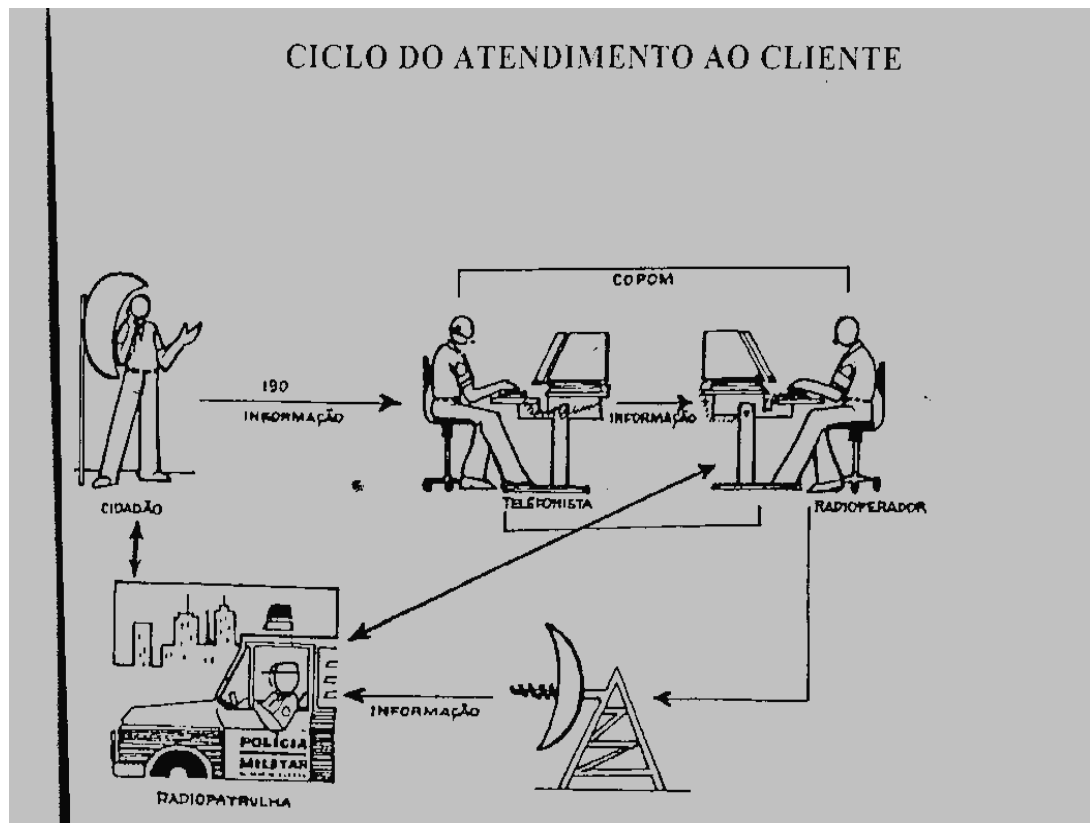 CICLO DO ATENDIMENTO AO CLIENTE
COPOM
190
INFORMAÇÃO
INFORMAÇÃO
CIDADÃO
TELEFONISTA
RADIOPERADOR
INFORMAÇÃO
POLÍCIA
MILITAR
RADIOPATRULHA